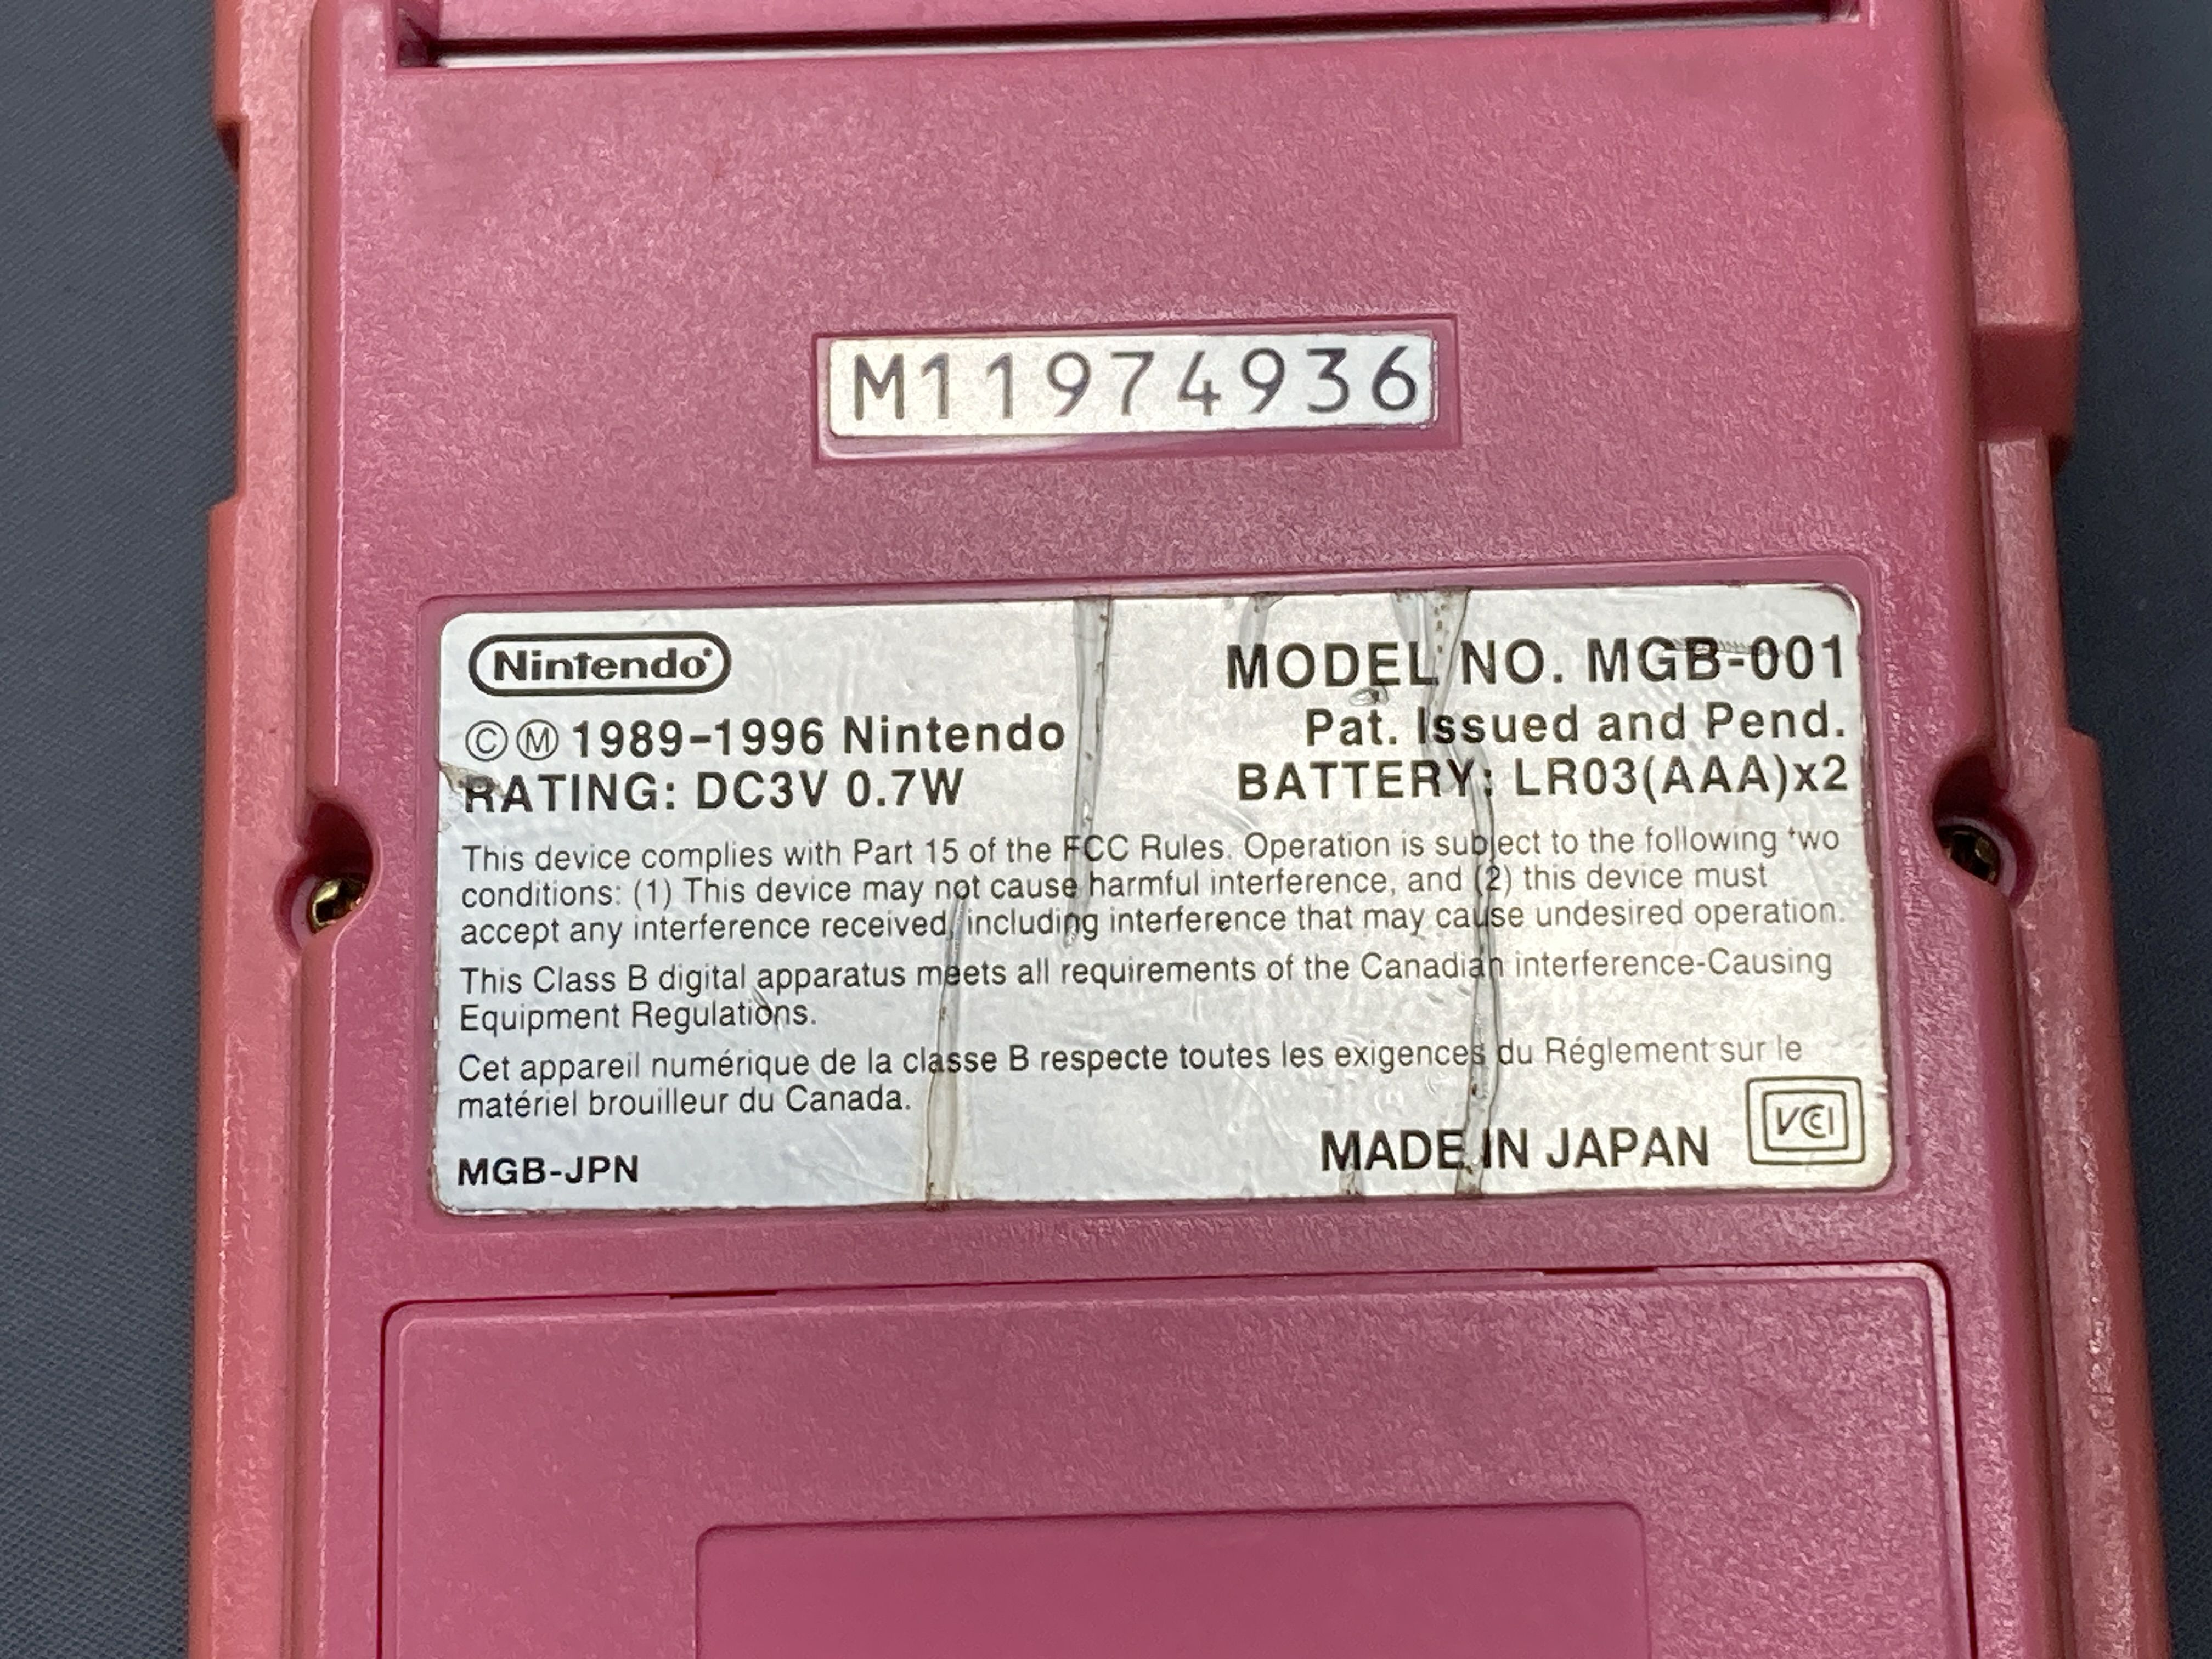 M11974936
Nintendo
MODEL NO. MGB-001
©Ⓜ 1989-1996 Nintendo
Pat. Issued and Pend.
RATING: DC3V 0.7W
BATTERY: LR03(AAA)x2
This device complies with Part 15 of the FCC Rules. Operation is subject to the following two
conditions: (1) This device may not cause harmful interference, and (2) this device must
accept any interference received, including interference that may cause undesired operation.
This Class B digital apparatus meets all requirements of the Canadian interference-Causing
Equipment Regulations.
Cet appareil numérique de la classe B respecte toutes les exigences du Réglement sur le
matériel brouilleur du Canada.
MGB-JPN
MADE IN JAPAN
VCCI